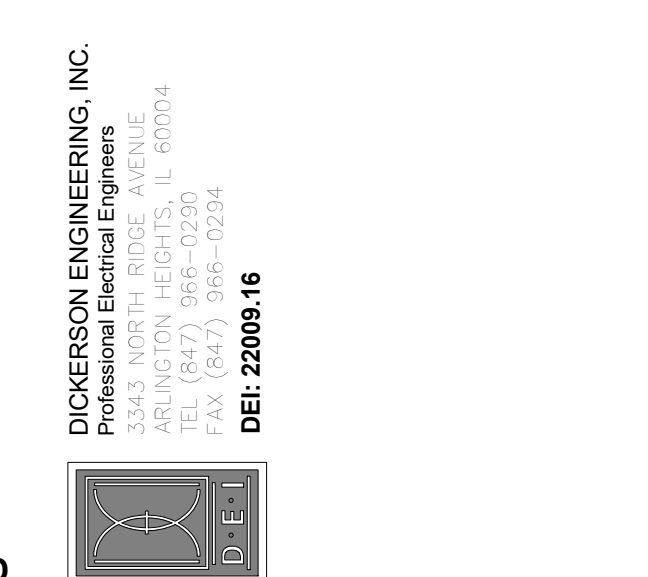 DICKERSON ENGINEERING, INC.
Professional Electrical Engineers
3343 NORTH RIDGE AVENUE
ARLINGTON HEIGHTS, IL 60004
TEL (847) 966-0290
FAX (847) 966-0294
DEI: 22009.16
D·E·I